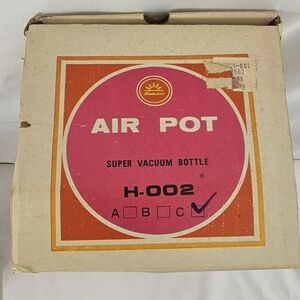 AIR POT
SUPER VACUUM BOTTLE
H-002
A B C